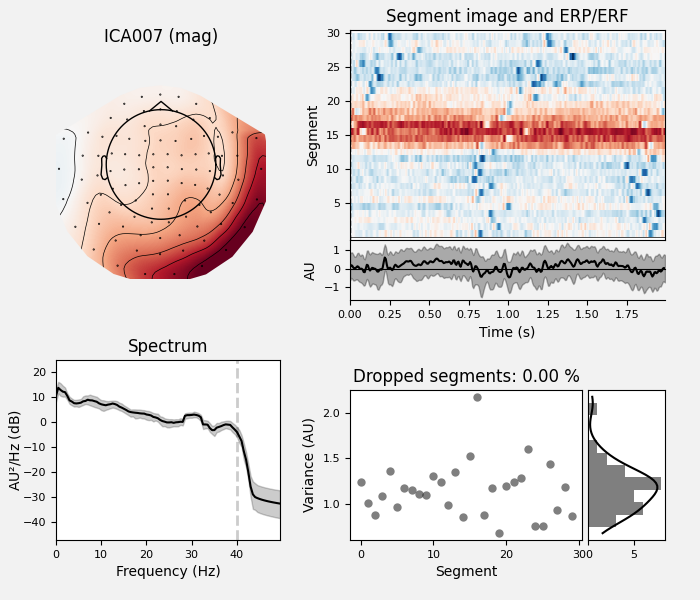 ICA007 (mag)
Segment image and ERP/ERF
Segment
30
25
20
15
10
5
AU
1
0
−1
0.00 0.25 0.50 0.75 1.00 1.25 1.50 1.75
Time (s)
Spectrum
AU²/Hz (dB)
20
10
0
−10
−20
−30
−40
0 10 20 30 40
Frequency (Hz)
Dropped segments: 0.00 %
Variance (AU)
2.0
1.5
1.0
0 10 20 30 0 5
Segment